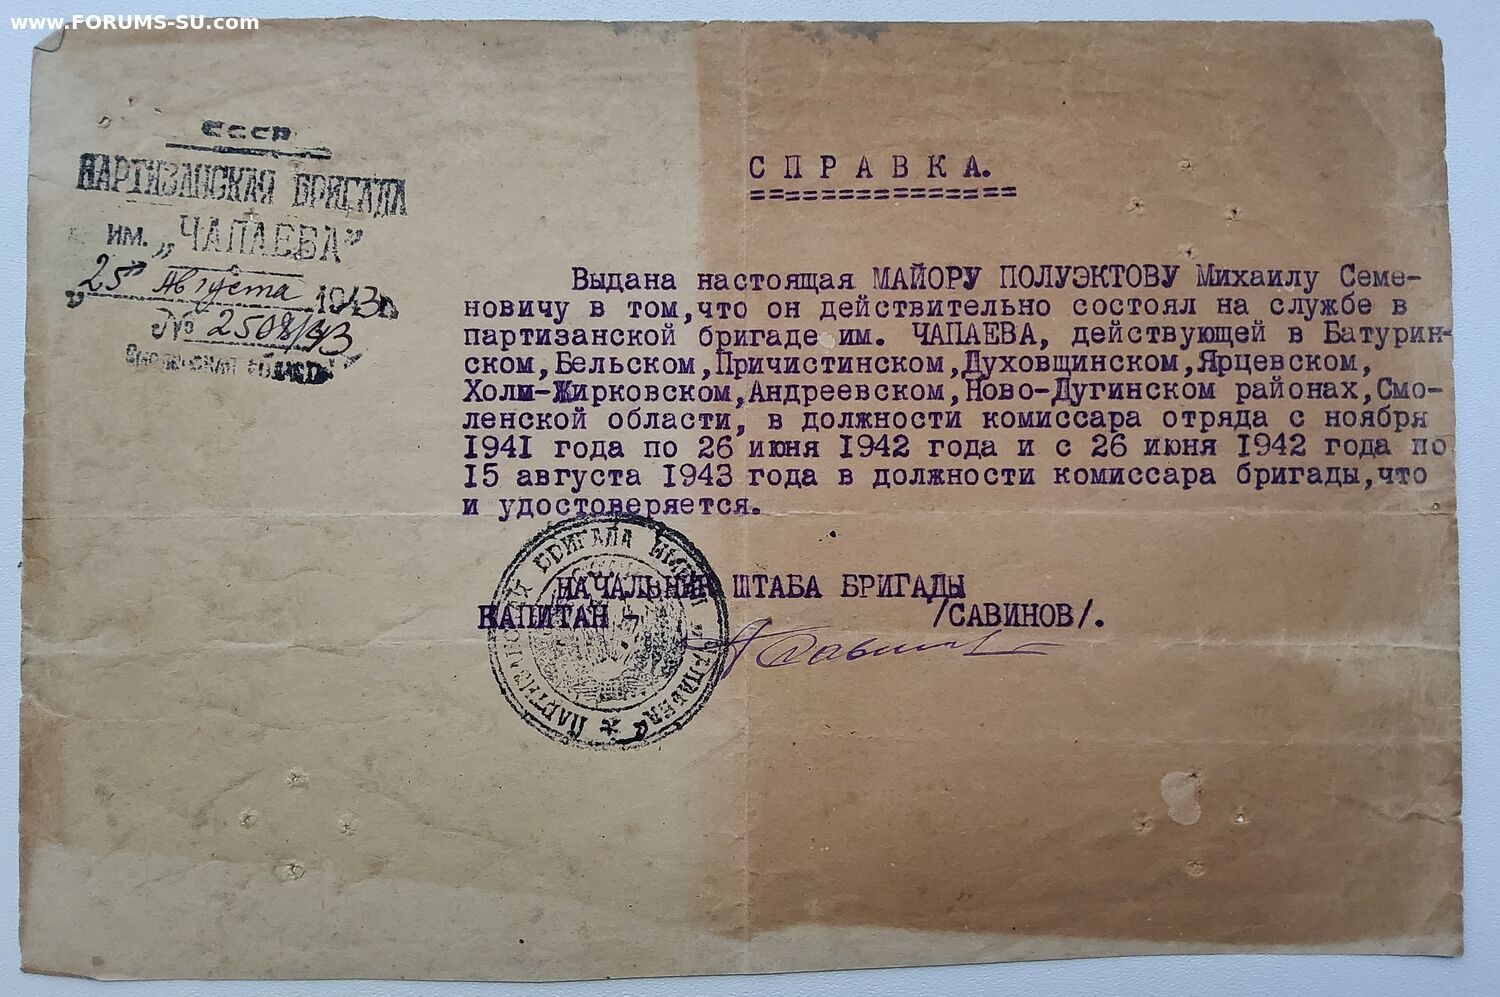 www.FORUMS-SU.com
СССР
ПАРТИЗАНСКАЯ БРИГАДА
им. „ЧАПАЕВА"
„25" Августа 1943г.
№ 2508/43
СПРАВКА.
Выдана настоящая МАЙОРУ ПОЛУЭКТОВУ Михаилу Семе-
новичу в том,что он действительно состоял на службе в
партизанской бригаде им. ЧАПАЕВА, действующей в Батурин-
ском,Бельском,Причистинском,Духовщинском,Ярцевском,
Холм-Жирковском,Андреевском,Ново-Дугинском районах,Смо-
ленской области, в должности комиссара отряда с ноября
1941 года по 26 июня 1942 года и с 26 июня 1942 года по
15 августа 1943 года в должности комиссара бригады,что
и удостоверяется.
НАЧАЛЬНИК ШТАБА БРИГАДЫ
КАПИТАН - /САВИНОВ/.
ПАРТИЗАНСКАЯ БРИГАДА ИМЕНИ ЧАПАЕВА